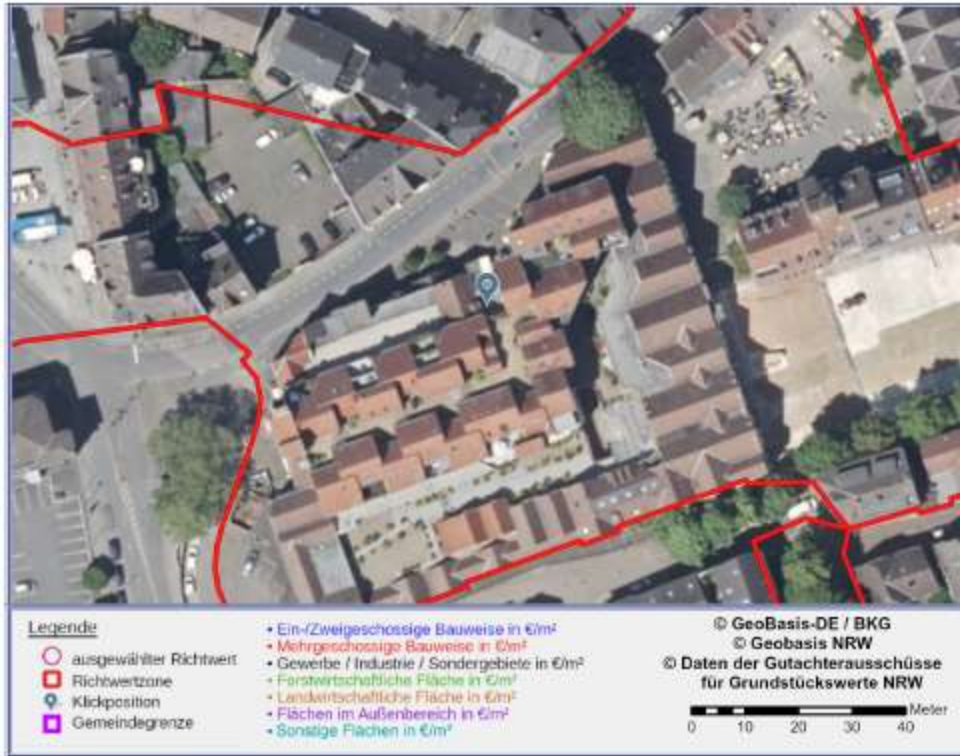 Legende
ausgewählter Richtwert
Richtwertzone
Klickposition
Gemeindegrenze
• Ein-/Zweigeschossige Bauweise in €/m²
• Mehrgeschossige Bauweise in €/m²
• Gewerbe / Industrie / Sondergebiete in €/m²
• Forstwirtschaftliche Fläche in €/m²
• Landwirtschaftliche Fläche in €/m²
• Flächen im Außenbereich in €/m²
• Sonstige Flächen in €/m²
© GeoBasis-DE / BKG
© Geobasis NRW
© Daten der Gutachterausschüsse
für Grundstückswerte NRW
Meter
0 10 20 30 40